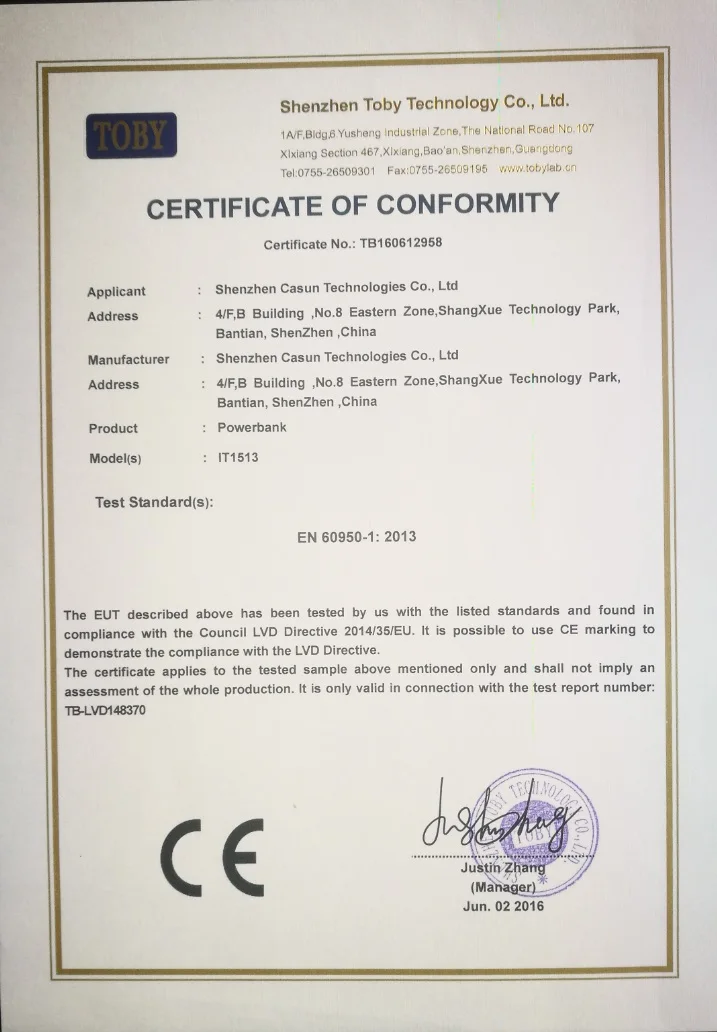 TOBY
Shenzhen Toby Technology Co., Ltd.
1A/F,Bldg,6,Yusheng Industrial Zone,The National Road No.107
Xixiang Section 467,Xixiang,Bao'an,Shenzhen,Guangdong
Tel:0755-26509301 Fax:0755-26509195 www.tobylab.cn
CERTIFICATE OF CONFORMITY
Certificate No.: TB160612958
Applicant : Shenzhen Casun Technologies Co., Ltd
Address : 4/F,B Building ,No.8 Eastern Zone,ShangXue Technology Park,
Bantian, ShenZhen ,China
Manufacturer : Shenzhen Casun Technologies Co., Ltd
Address : 4/F,B Building ,No.8 Eastern Zone,ShangXue Technology Park,
Bantian, ShenZhen ,China
Product : Powerbank
Model(s) : IT1513
Test Standard(s):
EN 60950-1: 2013
The EUT described above has been tested by us with the listed standards and found in
compliance with the Council LVD Directive 2014/35/EU. It is possible to use CE marking to
demonstrate the compliance with the LVD Directive.
The certificate applies to the tested sample above mentioned only and shall not imply an
assessment of the whole production. It is only valid in connection with the test report number:
TB-LVD148370
CE
TOBY TECHNOLOGY CO., LTD.
TOBY
Justin Zhang
Justin Zhang
(Manager)
Jun. 02 2016